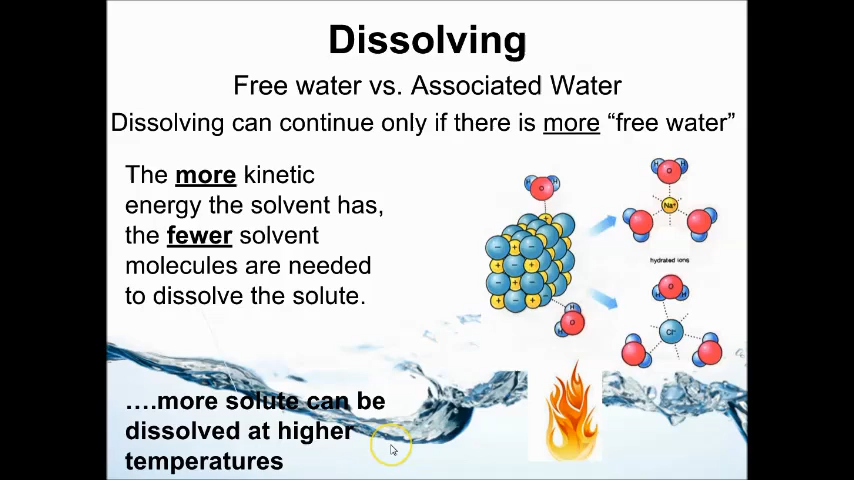 Dissolving
Free water vs. Associated Water
Dissolving can continue only if there is more “free water”
The more kinetic
energy the solvent has,
the fewer solvent
molecules are needed
to dissolve the solute.
H H
O
H H
O
Na+
hydrated ions
O
H H
Cl-
H
H
O
….more solute can be
dissolved at higher
temperatures